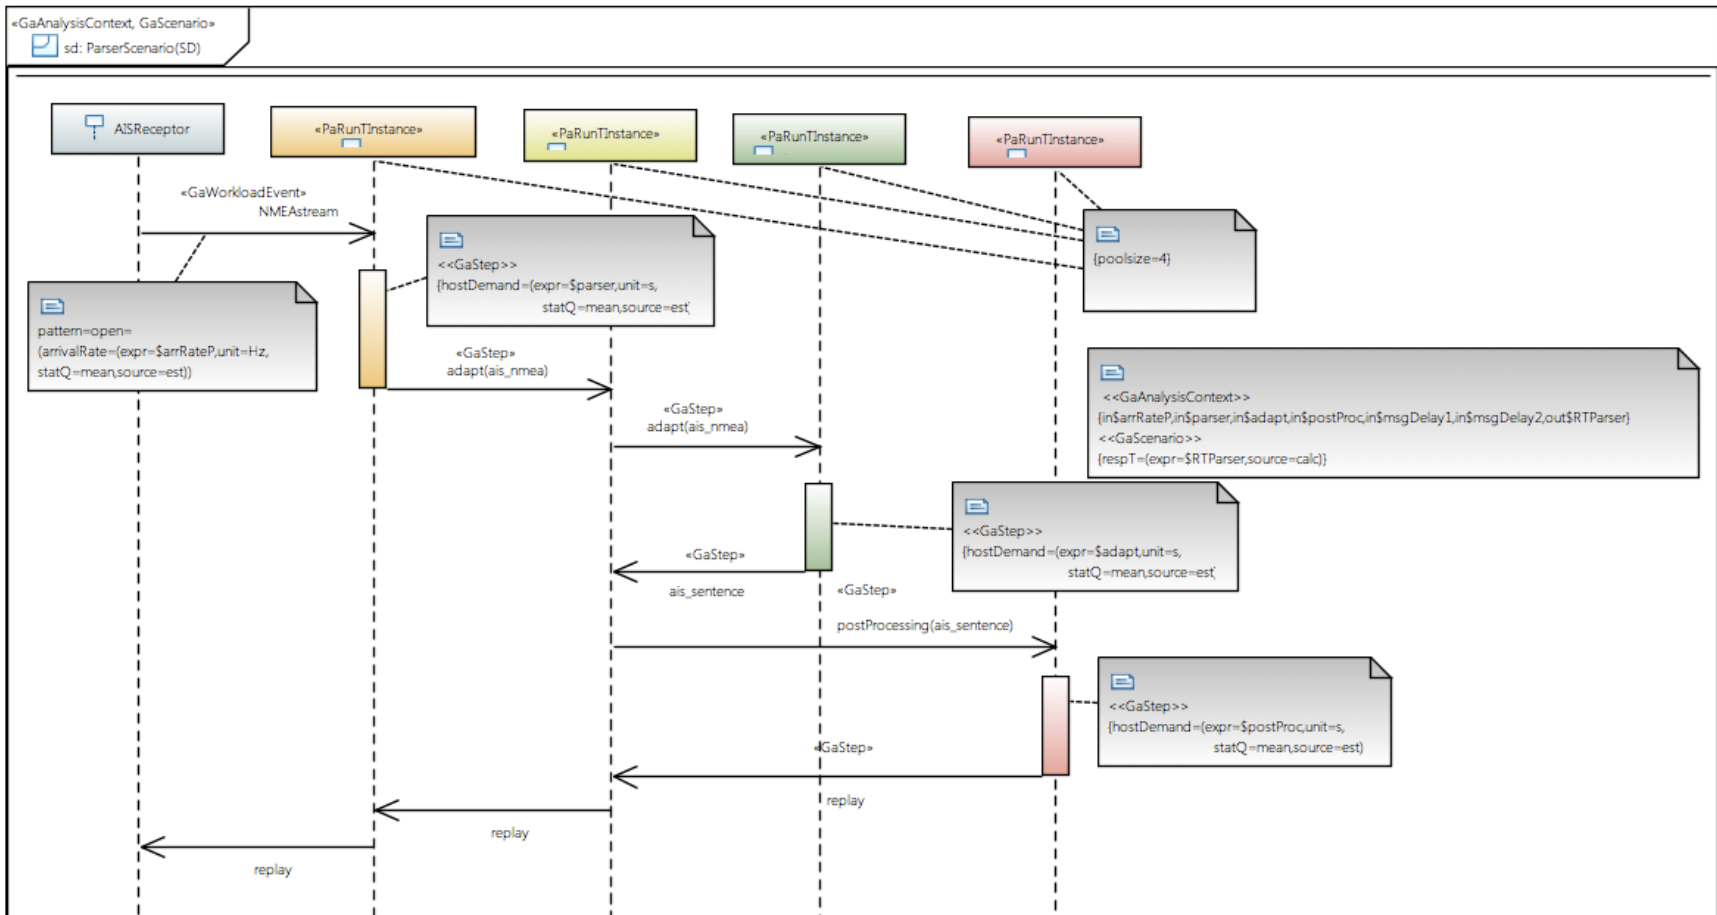 «GaAnalysisContext, GaScenario»
sd: ParserScenario(SD)
AISReceptor
«PaRunTInstance»
«PaRunTInstance»
«PaRunTInstance»
«PaRunTInstance»
«GaWorkloadEvent»
NMEAstream
<<GaStep>>
{hostDemand=(expr=$parser,unit=s,
statQ=mean,source=est)
{poolsize=4}
pattern=open=
(arrivalRate=(expr=$arrRateP,unit=Hz,
statQ=mean,source=est))
«GaStep»
adapt(ais_nmea)
<<GaAnalysisContext>>
{in$arrRateP,in$parser,in$adapt,in$postProc,in$msgDelay1,in$msgDelay2,out$RTParser}
<<GaScenario>>
{respT=(expr=$RTParser,source=calc)}
«GaStep»
adapt(ais_nmea)
<<GaStep>>
{hostDemand=(expr=$adapt,unit=s,
statQ=mean,source=est)
«GaStep»
ais_sentence
«GaStep»
postProcessing(ais_sentence)
<<GaStep>>
{hostDemand=(expr=$postProc,unit=s,
statQ=mean,source=est)
«GaStep»
replay
replay
replay